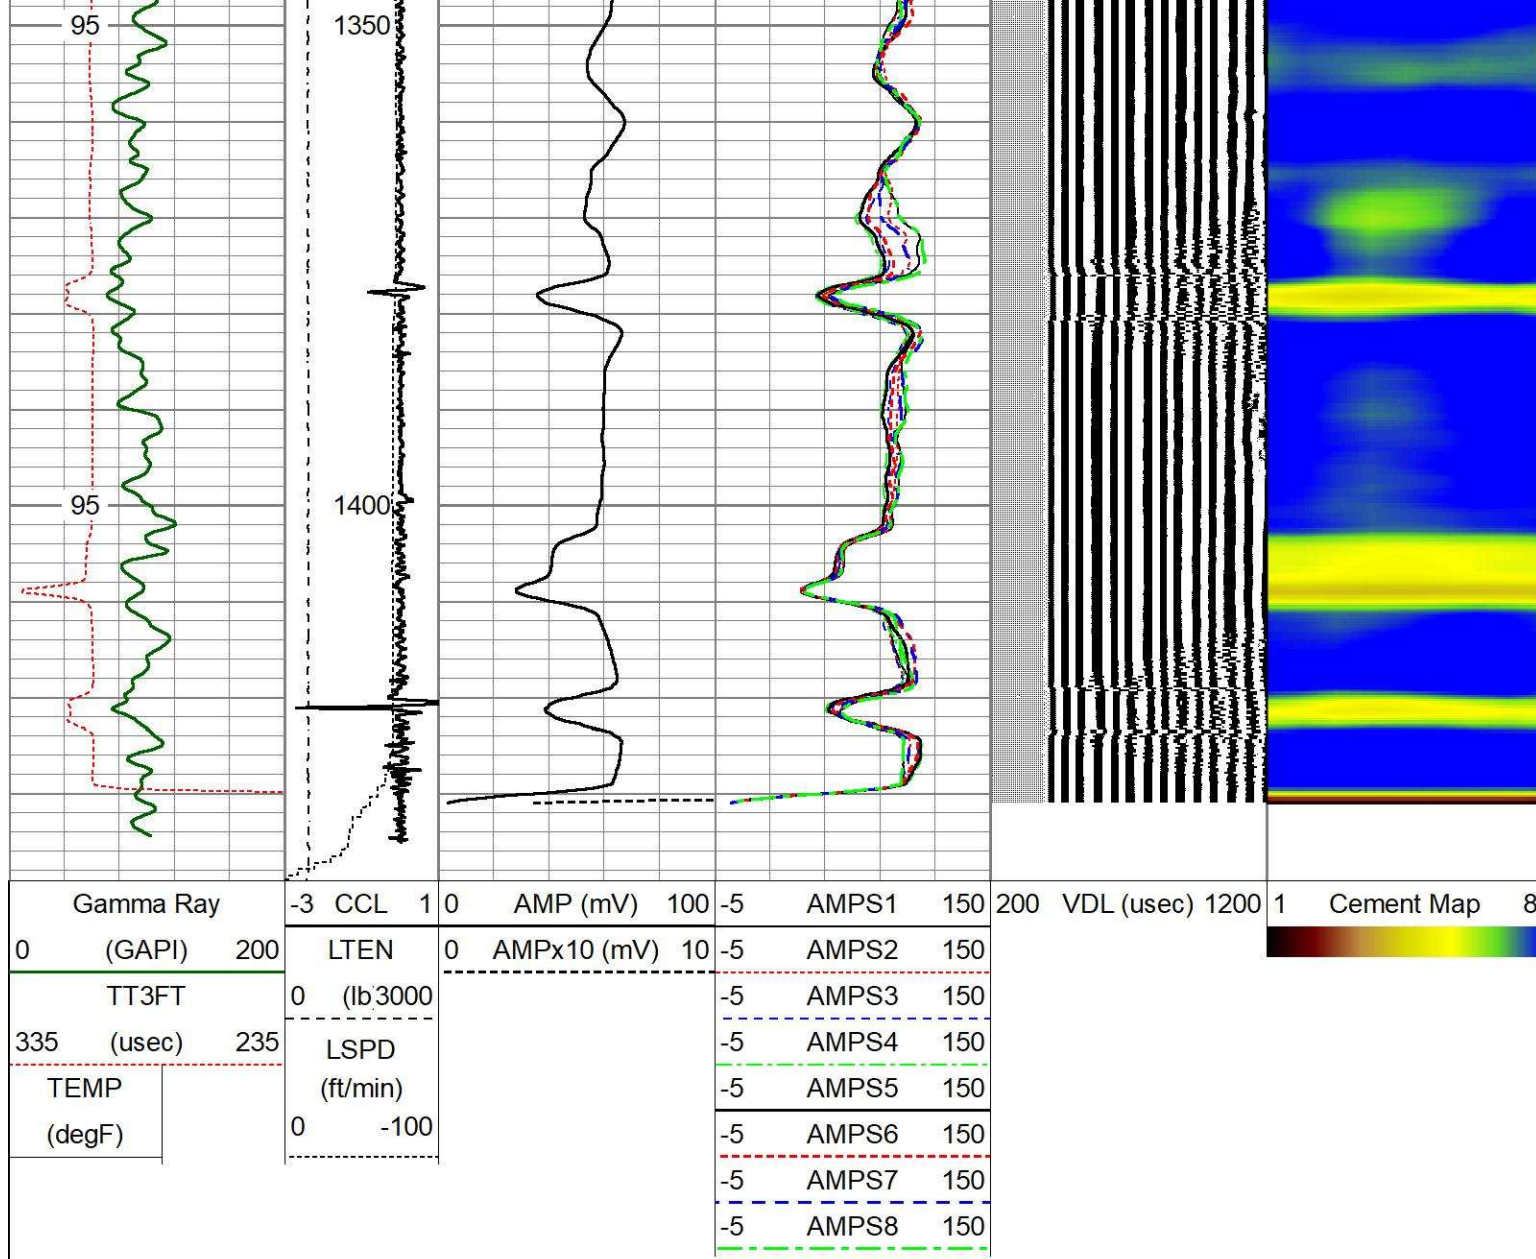 95 1350
95 1400
Gamma Ray -3 CCL 1 0 AMP (mV) 100 -5 AMPS1 150 200 VDL (usec) 1200 1 Cement Map 8
0 (GAPI) 200 LTEN 0 AMPx10 (mV) 10 -5 AMPS2 150
TT3FT 0 (lb 3000 -5 AMPS3 150
335 (usec) 235 LSPD -5 AMPS4 150
TEMP (ft/min) -5 AMPS5 150
(degF) 0 -100 -5 AMPS6 150
-5 AMPS7 150
-5 AMPS8 150